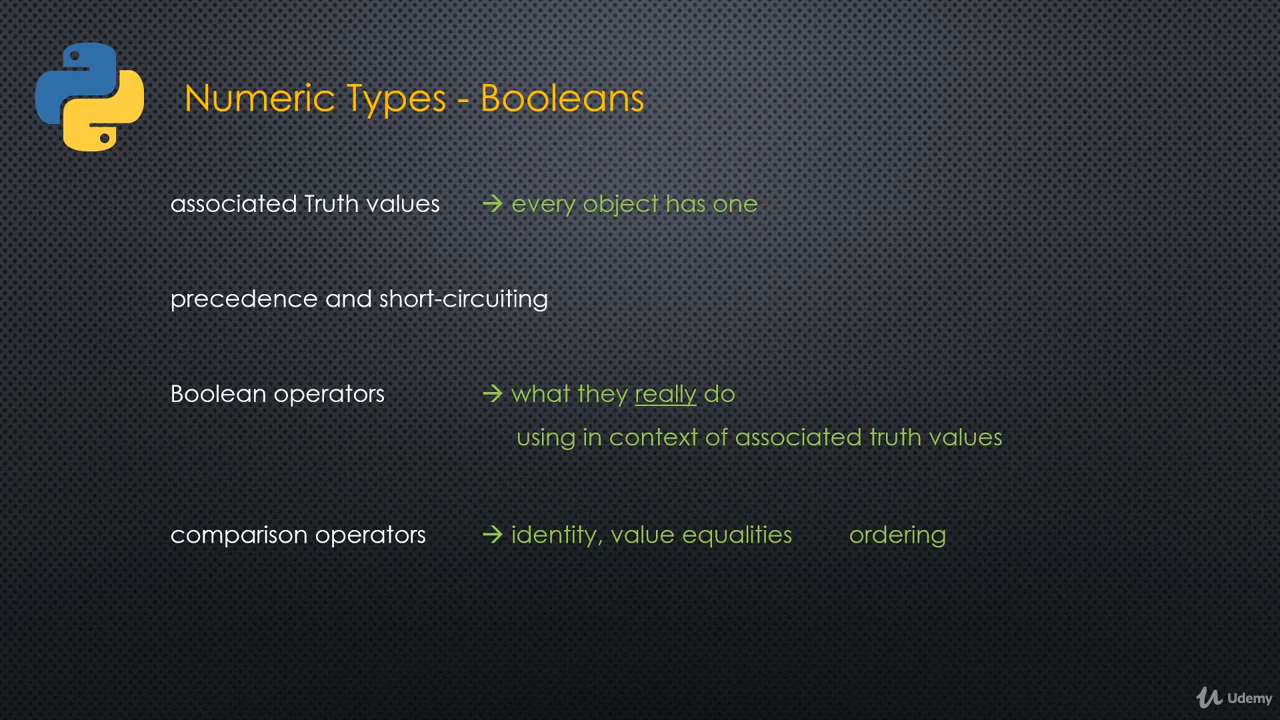 Numeric Types - Booleans
associated Truth values → every object has one
precedence and short-circuiting
Boolean operators → what they really do
using in context of associated truth values
comparison operators → identity, value equalities ordering
Udemy